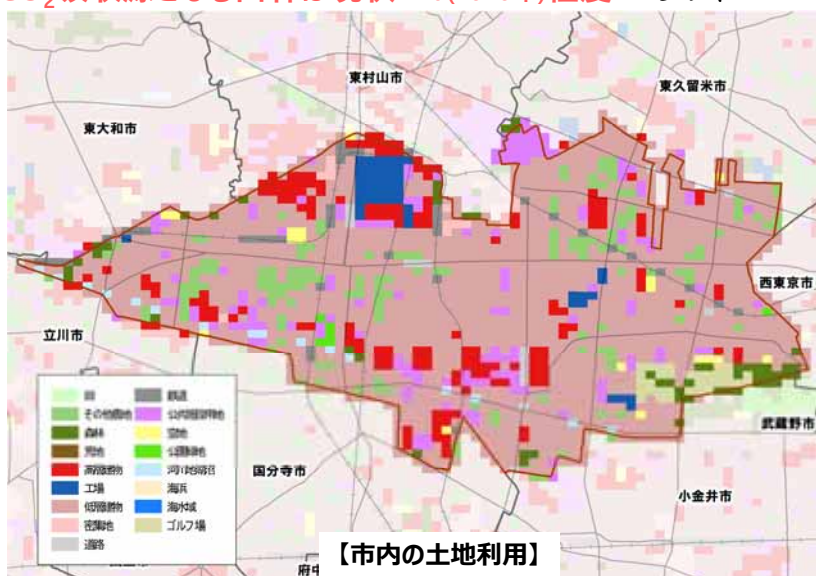 東村山市
東久留米市
東大和市
西東京市
立川市
武蔵野市
国分寺市
小金井市
田
その他農地
森林
荒地
高層建物
工場
低層建物
密集地
道路
鉄道
公共施設用地
空地
公園緑地
河川地湖沼
海浜
海水域
ゴルフ場
府中
【市内の土地利用】